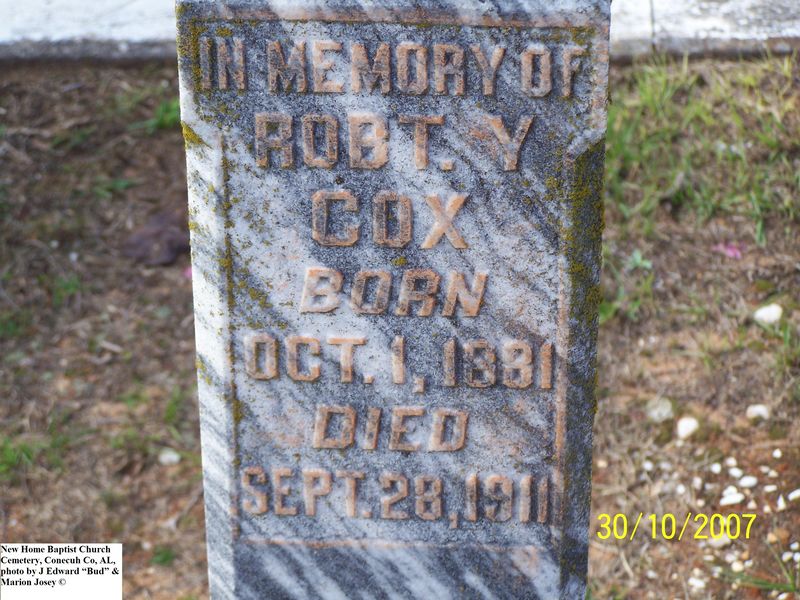 IN MEMORY OF
ROBT. Y
COX
BORN
OCT. 1, 1881
DIED
SEPT. 28, 1911
30/10/2007
New Home Baptist Church
Cemetery, Conecuh Co, AL,
photo by J Edward “Bud” &
Marion Josey ©